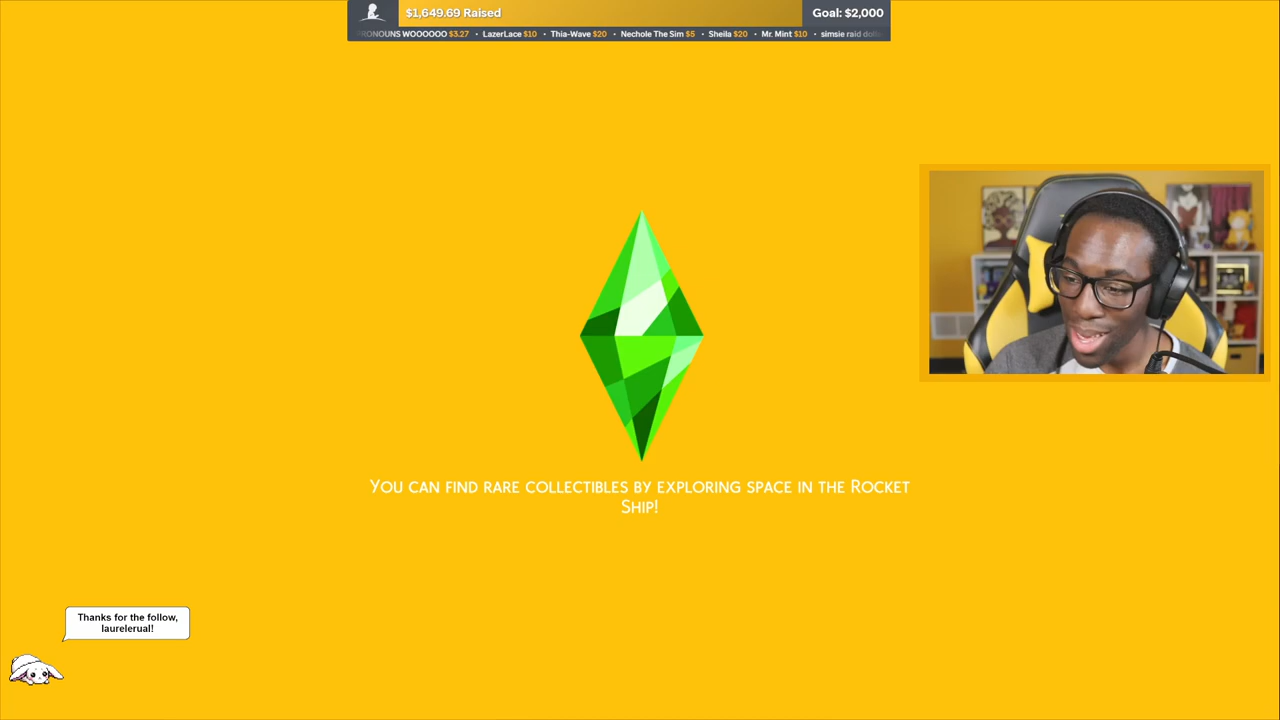 $1,649.69 Raised
Goal: $2,000
RONOUNS WOOOOOO $3.27 • LazerLace $10 • Thia-Wave $20 • Nechole The Sim $5 • Sheila $20 • Mr. Mint $10 • simsie raid
You can find rare collectibles by exploring space in the Rocket
Ship!
Thanks for the follow,
laurelerual!